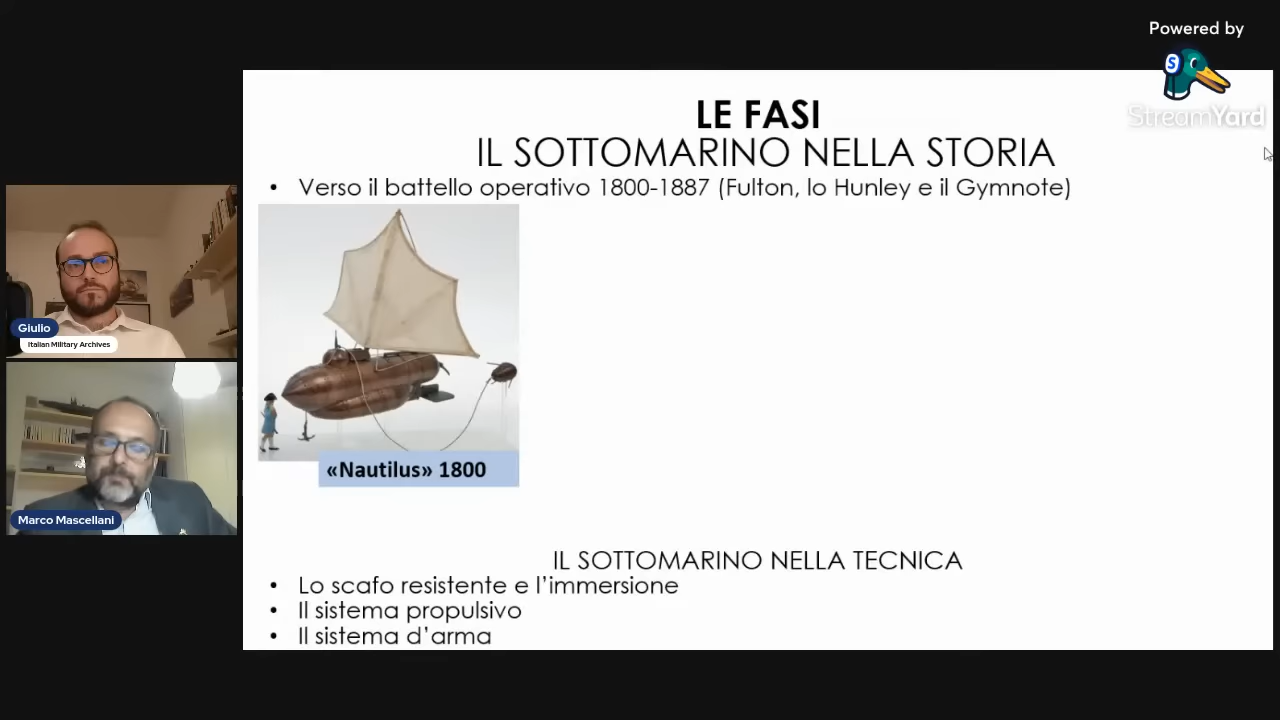 Powered by
S
StreamYard
LE FASI
IL SOTTOMARINO NELLA STORIA
• Verso il battello operativo 1800-1887 (Fulton, lo Hunley e il Gymnote)
«Nautilus» 1800
IL SOTTOMARINO NELLA TECNICA
• Lo scafo resistente e l’immersione
• Il sistema propulsivo
• Il sistema d’arma
Giulio
Italian Military Archives
Marco Mascellani